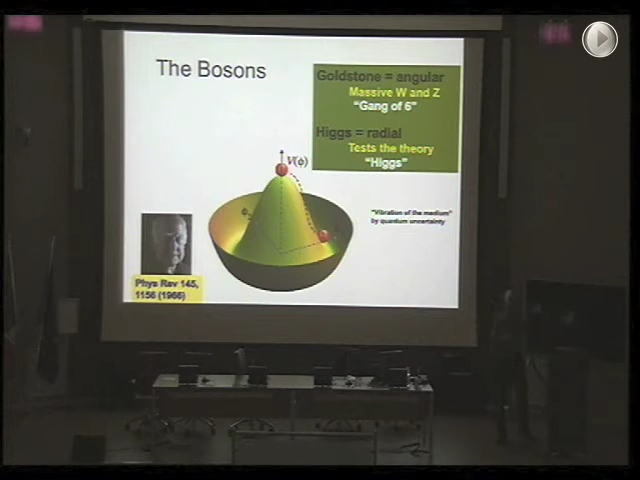 The Bosons
Goldstone = angular
Massive W and Z
"Gang of 6"
Higgs = radial
Tests the theory
"Higgs"
V(ϕ)
"Vibration of the medium"
by quantum uncertainty
Phys Rev 145,
1156 (1966)